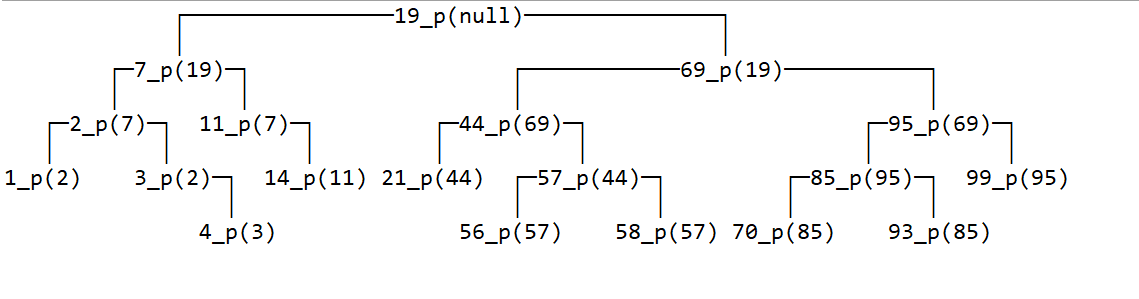 19_p(null)
7_p(19) 69_p(19)
2_p(7) 11_p(7) 44_p(69) 95_p(69)
1_p(2) 3_p(2) 14_p(11) 21_p(44) 57_p(44) 85_p(95) 99_p(95)
4_p(3) 56_p(57) 58_p(57) 70_p(85) 93_p(85)